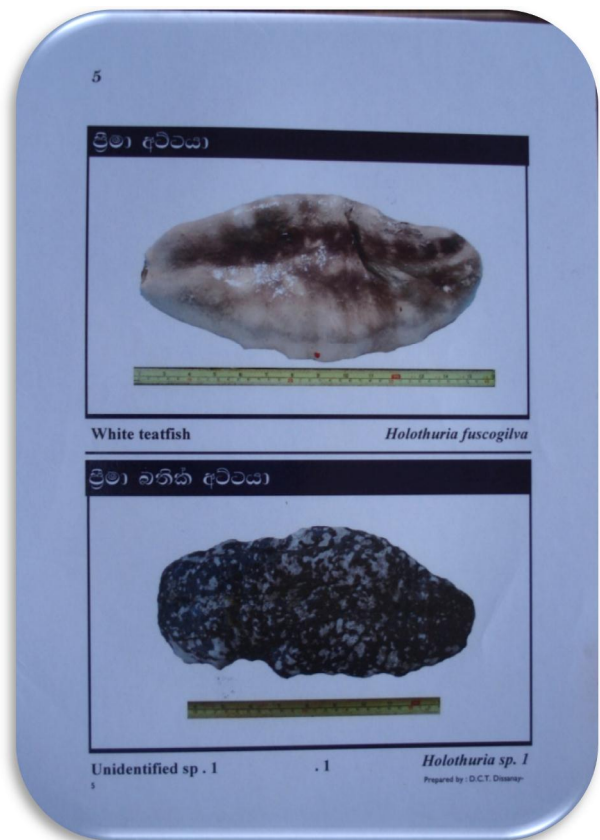 5
ප්‍රීමා අට්ටයා
White teatfish Holothuria fuscogilva
ප්‍රීමා බතික් අට්ටයා
Unidentified sp . 1 . 1 Holothuria sp. 1
Prepared by : D.C.T. Dissanay-
5